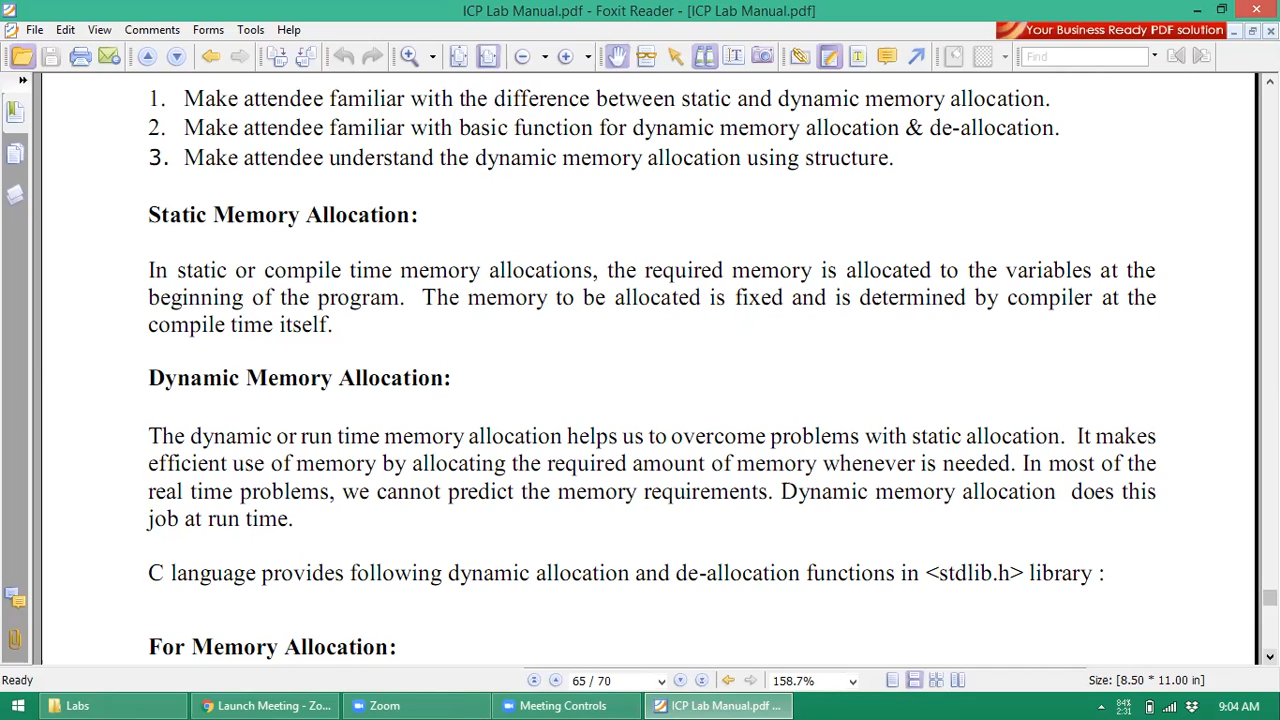 ICP Lab Manual.pdf - Foxit Reader - [ICP Lab Manual.pdf]
File Edit View Comments Forms Tools Help
Your Business Ready PDF solution
Find
1. Make attendee familiar with the difference between static and dynamic memory allocation.
2. Make attendee familiar with basic function for dynamic memory allocation & de-allocation.
3. Make attendee understand the dynamic memory allocation using structure.
Static Memory Allocation:
In static or compile time memory allocations, the required memory is allocated to the variables at the
beginning of the program. The memory to be allocated is fixed and is determined by compiler at the
compile time itself.
Dynamic Memory Allocation:
The dynamic or run time memory allocation helps us to overcome problems with static allocation. It makes
efficient use of memory by allocating the required amount of memory whenever is needed. In most of the
real time problems, we cannot predict the memory requirements. Dynamic memory allocation does this
job at run time.
C language provides following dynamic allocation and de-allocation functions in <stdlib.h> library :
For Memory Allocation:
Ready 65 / 70 158.7% Size: [8.50 * 11.00 in]
Labs Launch Meeting - Zo... Zoom Meeting Controls ICP Lab Manual.pdf ... 84% 2:31 9:04 AM